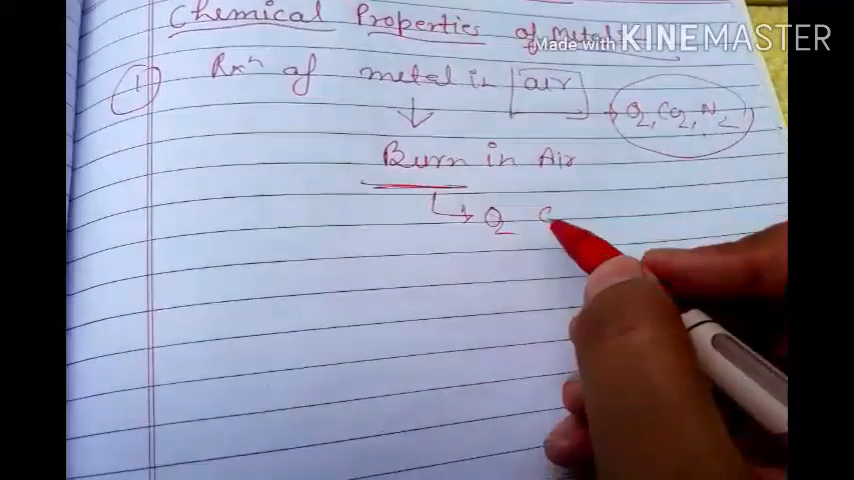 Chemical Properties of metals
Made with KINEMASTER
① Rxⁿ of metal in air → O2, CO2, N2
↓
Burn in Air
→ O2 C